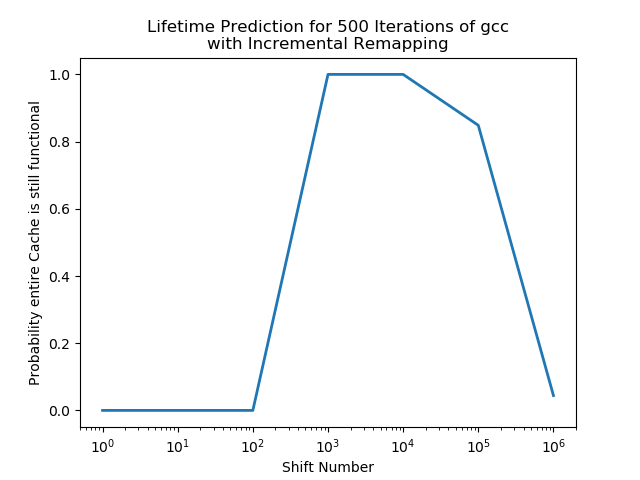 Lifetime Prediction for 500 Iterations of gcc
with Incremental Remapping
Probability entire Cache is still functional
1.0
0.8
0.6
0.4
0.2
0.0
10^0 10^1 10^2 10^3 10^4 10^5 10^6
Shift Number